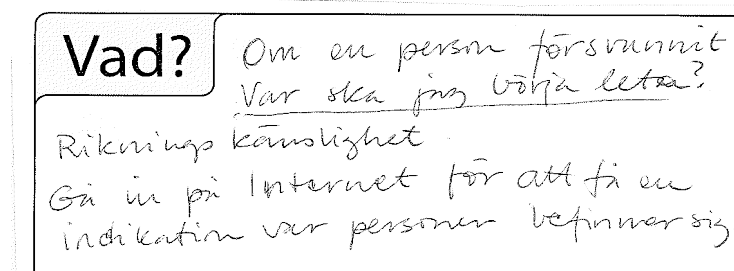 Vad?
Om en person försvunnit
Var ska jag börja leta?
Riknings känslighet
Gå in på Internet för att få en
indikation var personen befinner sig